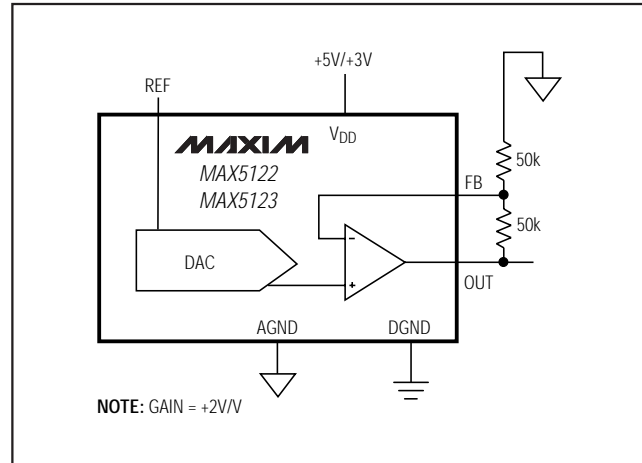 +5V/+3V
REF
VDD
MAXIM
MAX5122
MAX5123
50k
FB
50k
DAC
-
+
OUT
AGND
DGND
NOTE: GAIN = +2V/V